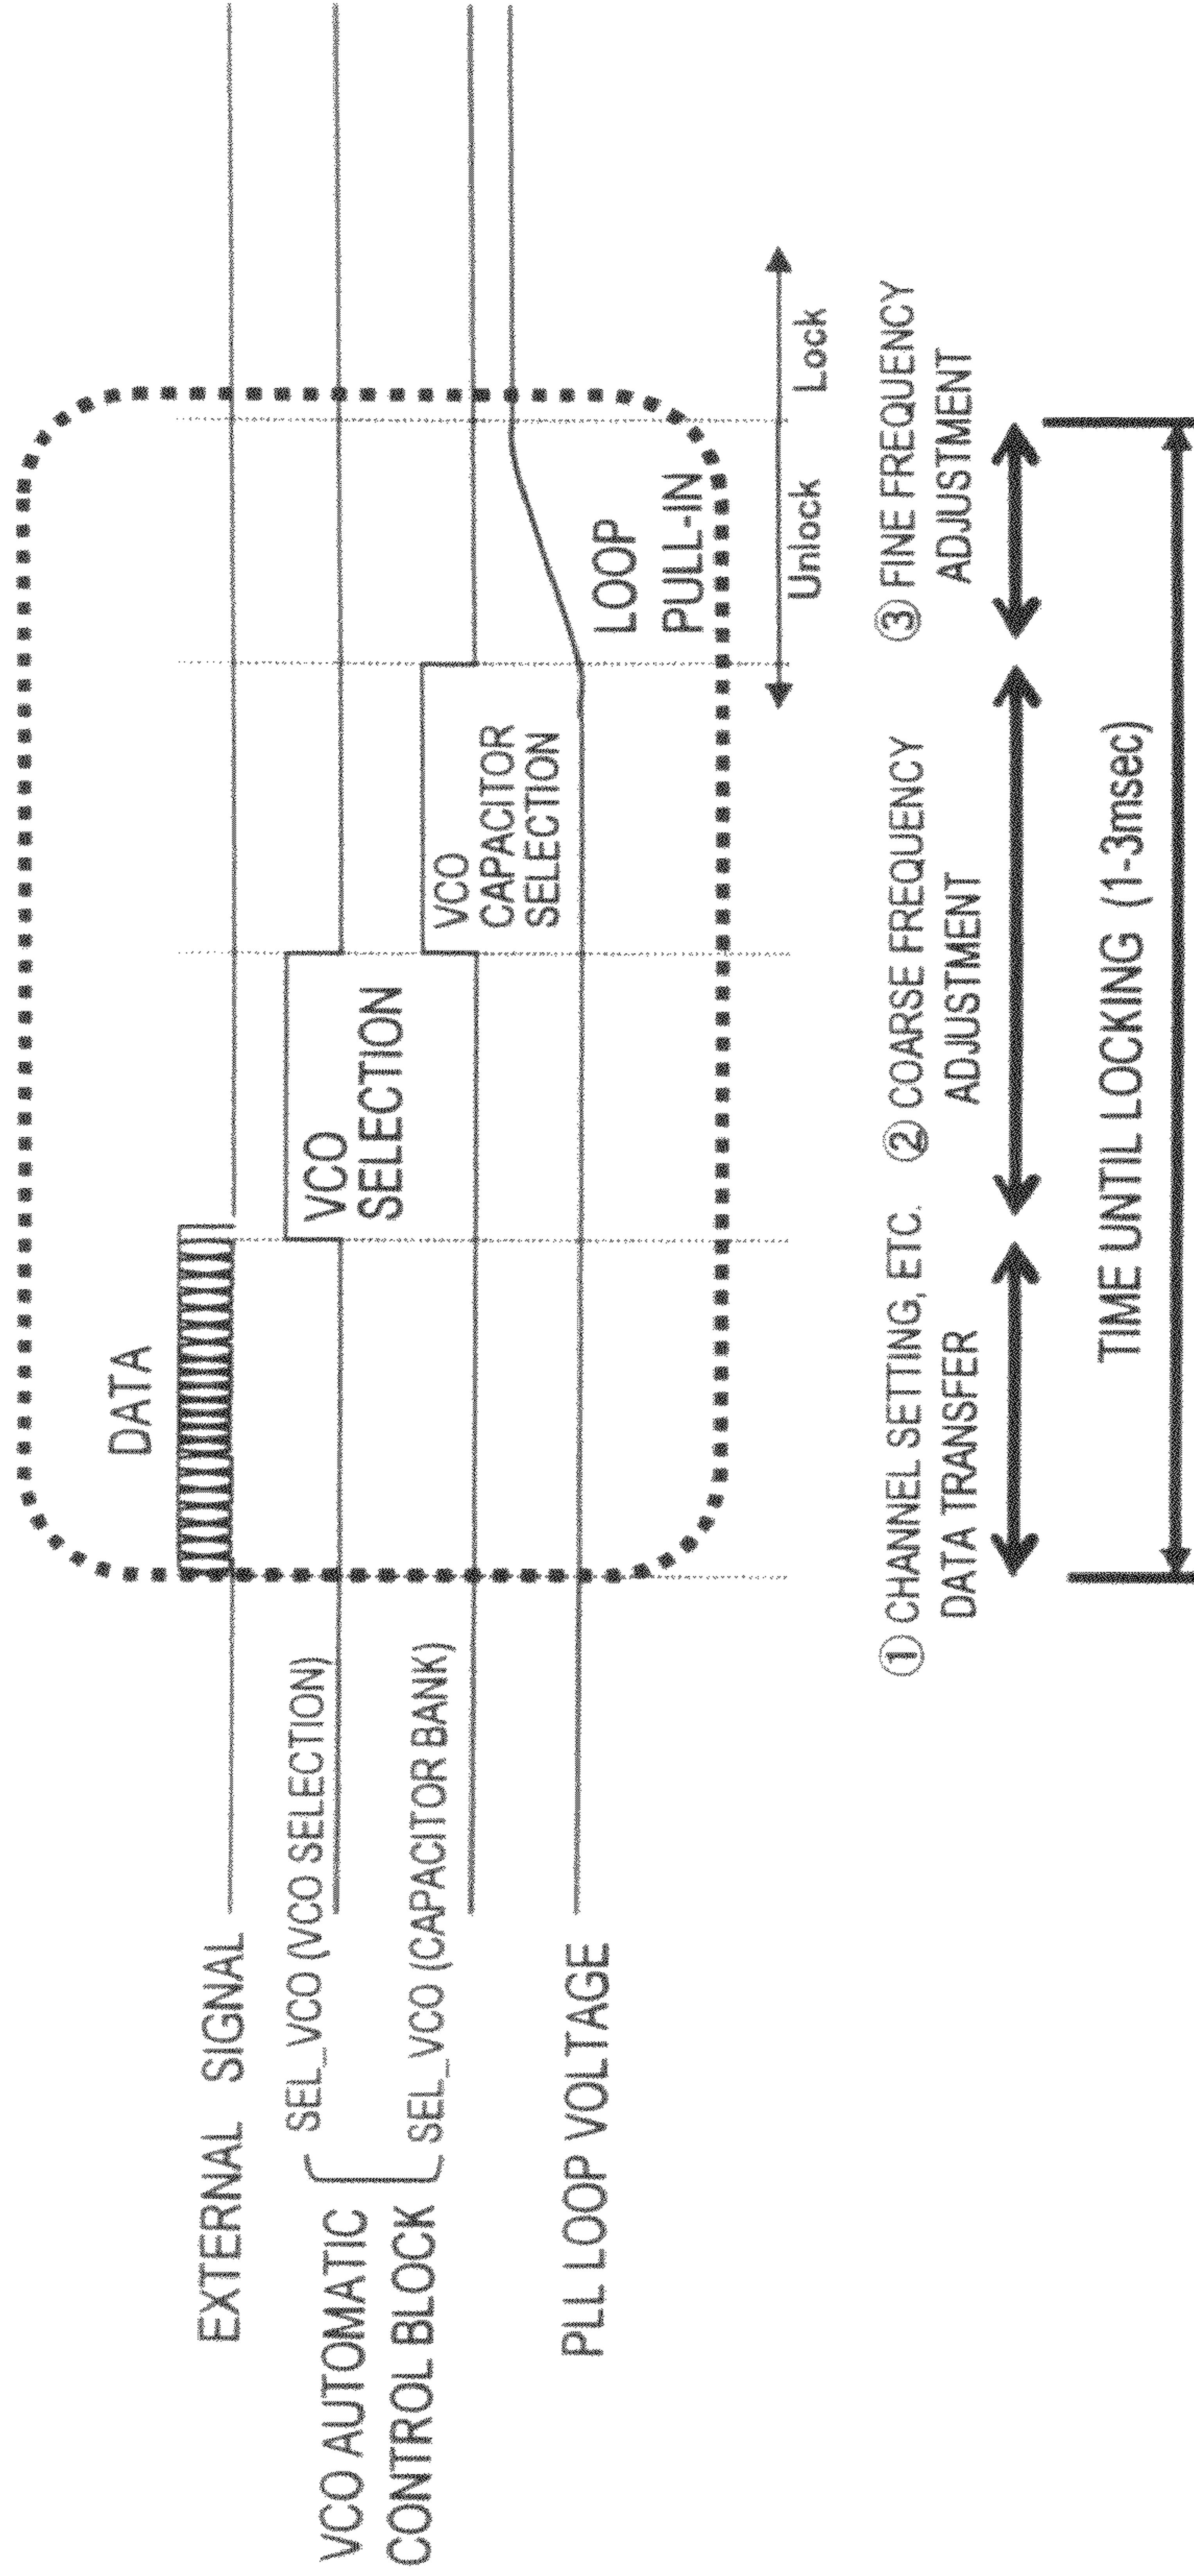 DATA
EXTERNAL SIGNAL
VCO AUTOMATIC
CONTROL BLOCK
SEL_VCO (VCO SELECTION)
SEL_VCO (CAPACITOR BANK)
VCO
SELECTION
VCO
CAPACITOR
SELECTION
PLL LOOP VOLTAGE
LOOP
PULL-IN
Unlock
Lock
① CHANNEL SETTING, ETC.
DATA TRANSFER
② COARSE FREQUENCY
ADJUSTMENT
③ FINE FREQUENCY
ADJUSTMENT
TIME UNTIL LOCKING (1-3msec)